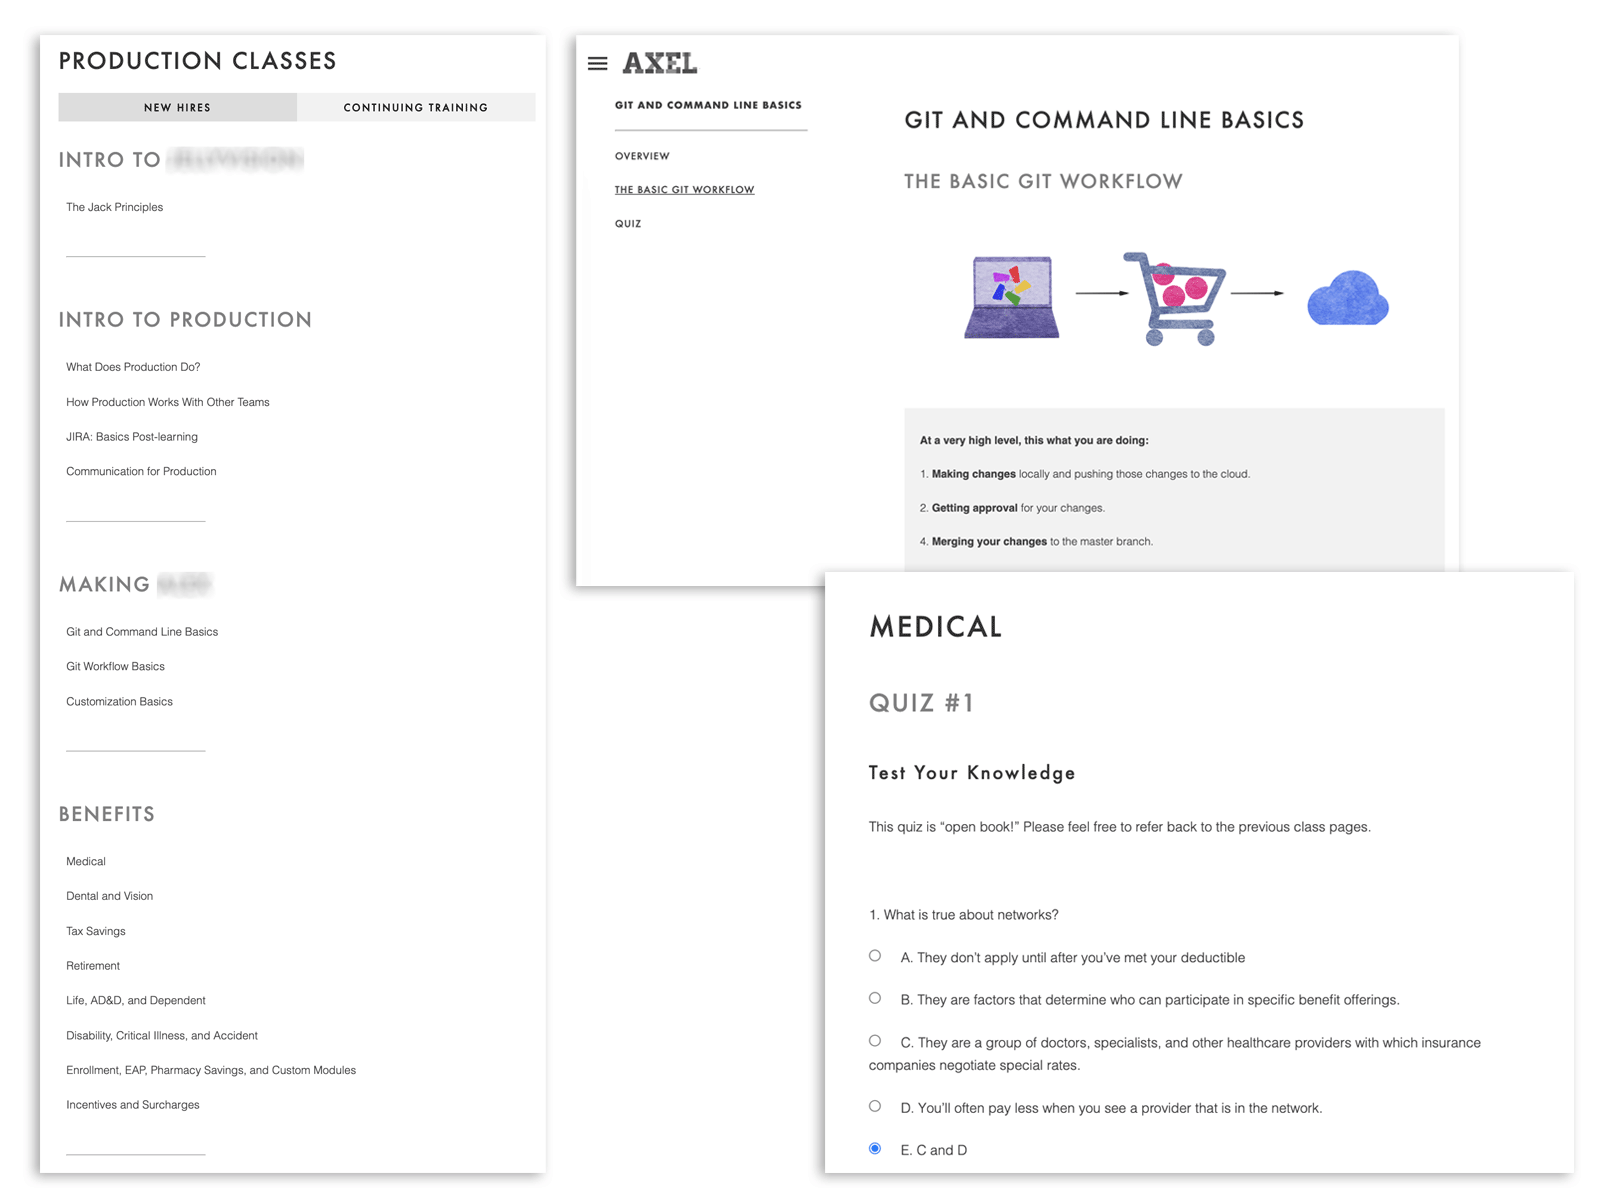 PRODUCTION CLASSES
NEW HIRES
CONTINUING TRAINING
INTRO TO
The Jack Principles
INTRO TO PRODUCTION
What Does Production Do?
How Production Works With Other Teams
JIRA: Basics Post-learning
Communication for Production
MAKING
Git and Command Line Basics
Git Workflow Basics
Customization Basics
BENEFITS
Medical
Dental and Vision
Tax Savings
Retirement
Life, AD&D, and Dependent
Disability, Critical Illness, and Accident
Enrollment, EAP, Pharmacy Savings, and Custom Modules
Incentives and Surcharges
AXEL
GIT AND COMMAND LINE BASICS
OVERVIEW
THE BASIC GIT WORKFLOW
QUIZ
GIT AND COMMAND LINE BASICS
THE BASIC GIT WORKFLOW
At a very high level, this what you are doing:
1. Making changes locally and pushing those changes to the cloud.
2. Getting approval for your changes.
4. Merging your changes to the master branch.
MEDICAL
QUIZ #1
Test Your Knowledge
This quiz is “open book!” Please feel free to refer back to the previous class pages.
1. What is true about networks?
A. They don’t apply until after you’ve met your deductible
B. They are factors that determine who can participate in specific benefit offerings.
C. They are a group of doctors, specialists, and other healthcare providers with which insurance
companies negotiate special rates.
D. You’ll often pay less when you see a provider that is in the network.
E. C and D